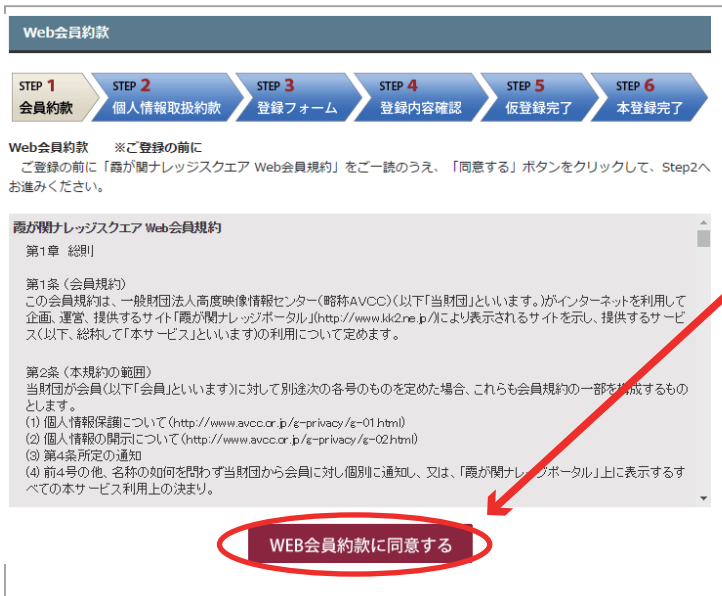 Web会員約款
STEP 1
会員約款
STEP 2
個人情報取扱約款
STEP 3
登録フォーム
STEP 4
登録内容確認
STEP 5
仮登録完了
STEP 6
本登録完了
Web会員約款　※ご登録の前に
ご登録の前に「霞が関ナレッジスクエア Web会員規約」をご一読のうえ、「同意する」ボタンをクリックして、Step2へ
お進みください。
霞が関ナレッジスクエア Web会員規約
第1章 総則
第1条（会員規約）
この会員規約は、一般財団法人高度映像情報センター(略称AVCC)(以下「当財団」といいます。)がインターネットを利用して
企画、運営、提供するサイト「霞が関ナレッジポータル」(http://www.kk2.ne.jp/)により表示されるサイトを示し、提供するサービ
ス(以下、総称して「本サービス」といいます)の利用について定めます。
第2条（本規約の範囲）
当財団が会員(以下「会員」といいます)に対して別途次の各号のものを定めた場合、これらも会員規約の一部を構成するもの
とします。
(1) 個人情報保護について(http://www.avcc.or.jp/g-privacy/g-01.html)
(2) 個人情報の開示について(http://www.avcc.or.jp/g-privacy/g-02.html)
(3) 第4条所定の通知
(4) 前4号の他、名称の如何を問わず当財団から会員に対し個別に通知し、又は、「霞が関ナレッジポータル」上に表示するす
べての本サービス利用上の決まり。
WEB会員約款に同意する